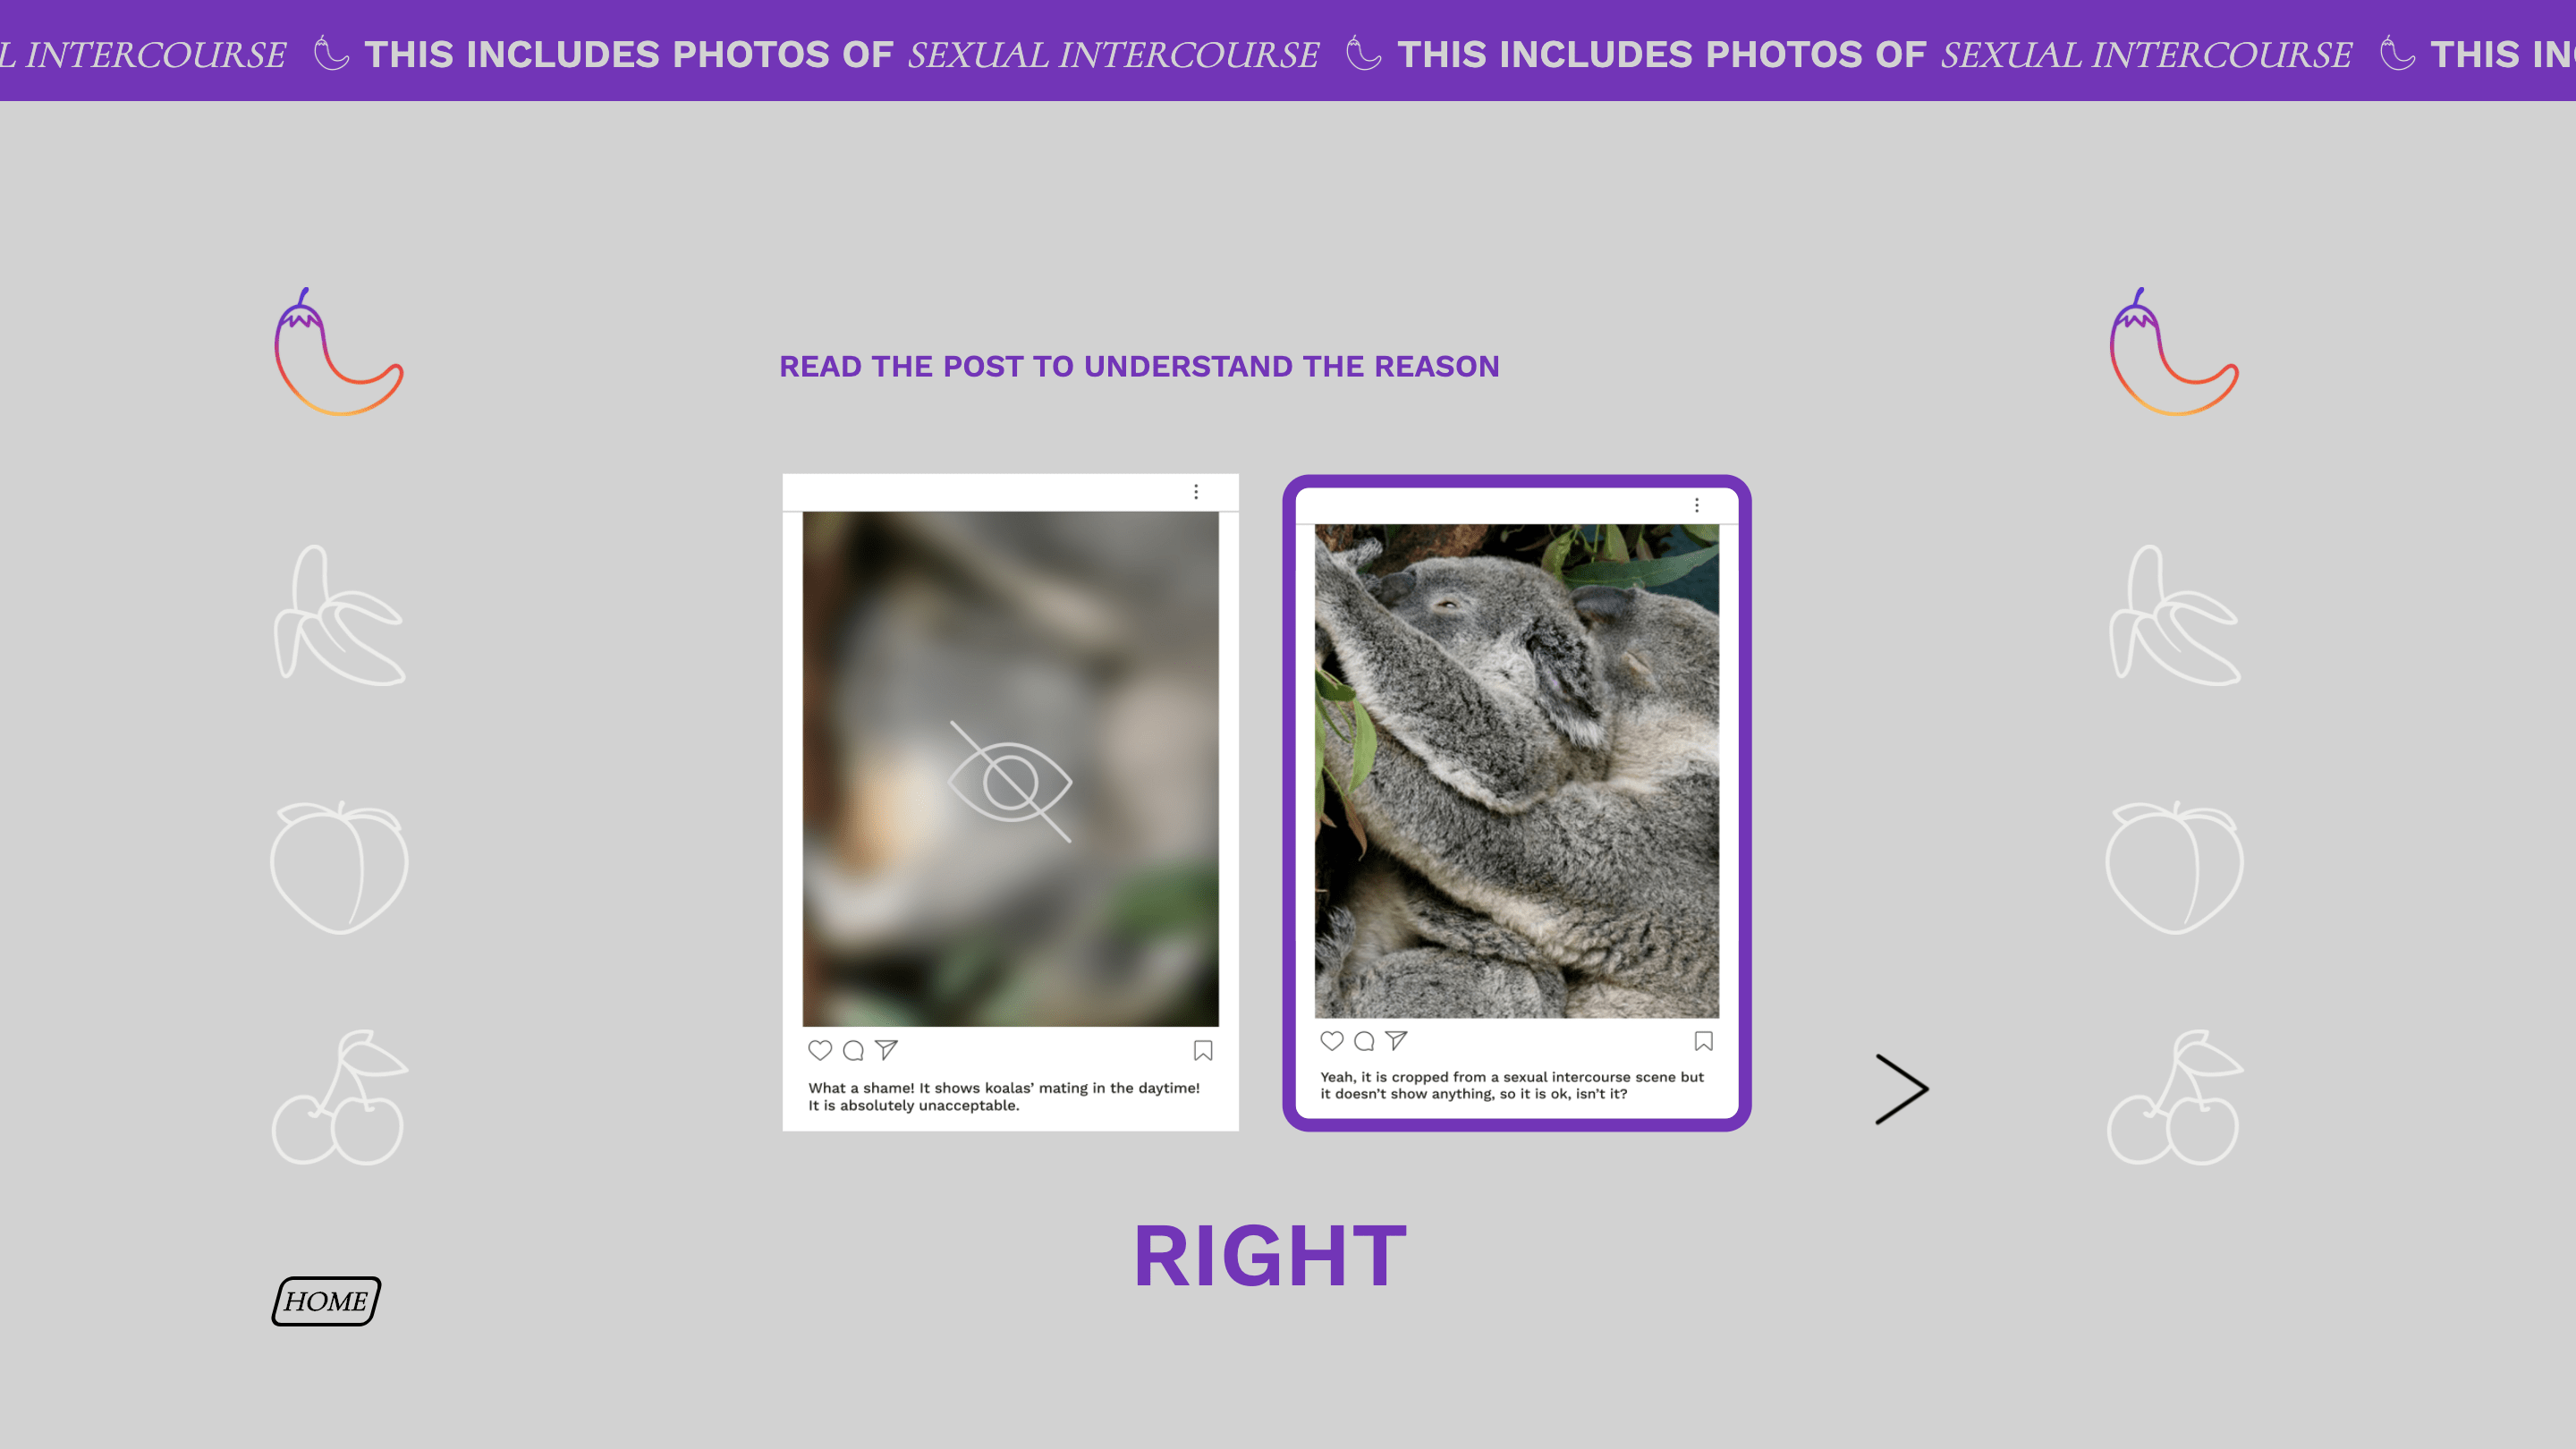 L INTERCOURSE THIS INCLUDES PHOTOS OF SEXUAL INTERCOURSE THIS INCLUDES PHOTOS OF SEXUAL INTERCOURSE THIS IN
READ THE POST TO UNDERSTAND THE REASON
What a shame! It shows koalas’ mating in the daytime!
It is absolutely unacceptable.
Yeah, it is cropped from a sexual intercourse scene but
it doesn’t show anything, so it is ok, isn’t it?
RIGHT
HOME